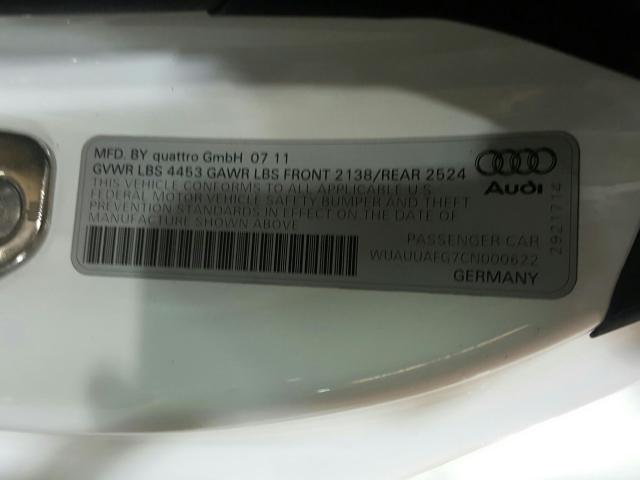 MFD. BY quattro GmbH 07 11
GVWR LBS 4453 GAWR LBS FRONT 2138/REAR 2524
THIS VEHICLE CONFORMS TO ALL APPLICABLE U.S.
FEDERAL MOTOR VEHICLE SAFETY BUMPER AND THEFT
PREVENTION STANDARDS IN EFFECT ON THE DATE OF
MANUFACTURE SHOWN ABOVE
Audi
2921714
PASSENGER CAR
WUAUUAFG7CN000622
GERMANY